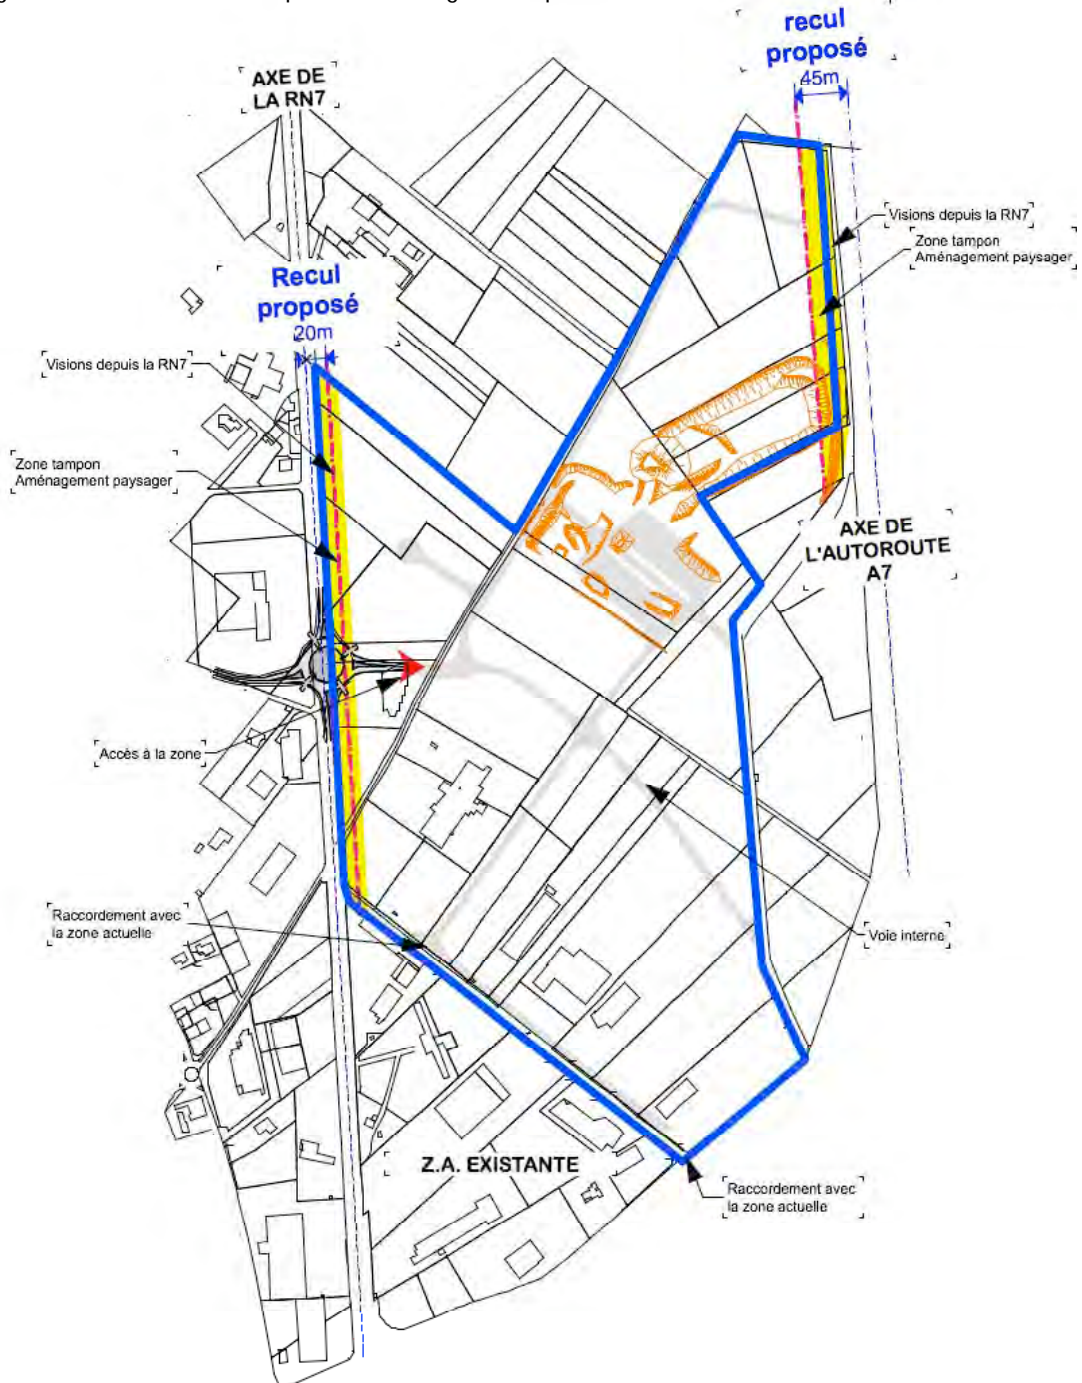 recul
proposé
45m
AXE DE
LA RN7
Visions depuis la RN7
Zone tampon
Aménagement paysager
Recul
proposé
20m
Visions depuis la RN7
Zone tampon
Aménagement paysager
AXE DE
L'AUTOROUTE
A7
Accès à la zone
Raccordement avec
la zone actuelle
Voie interne
Z.A. EXISTANTE
Raccordement avec
la zone actuelle